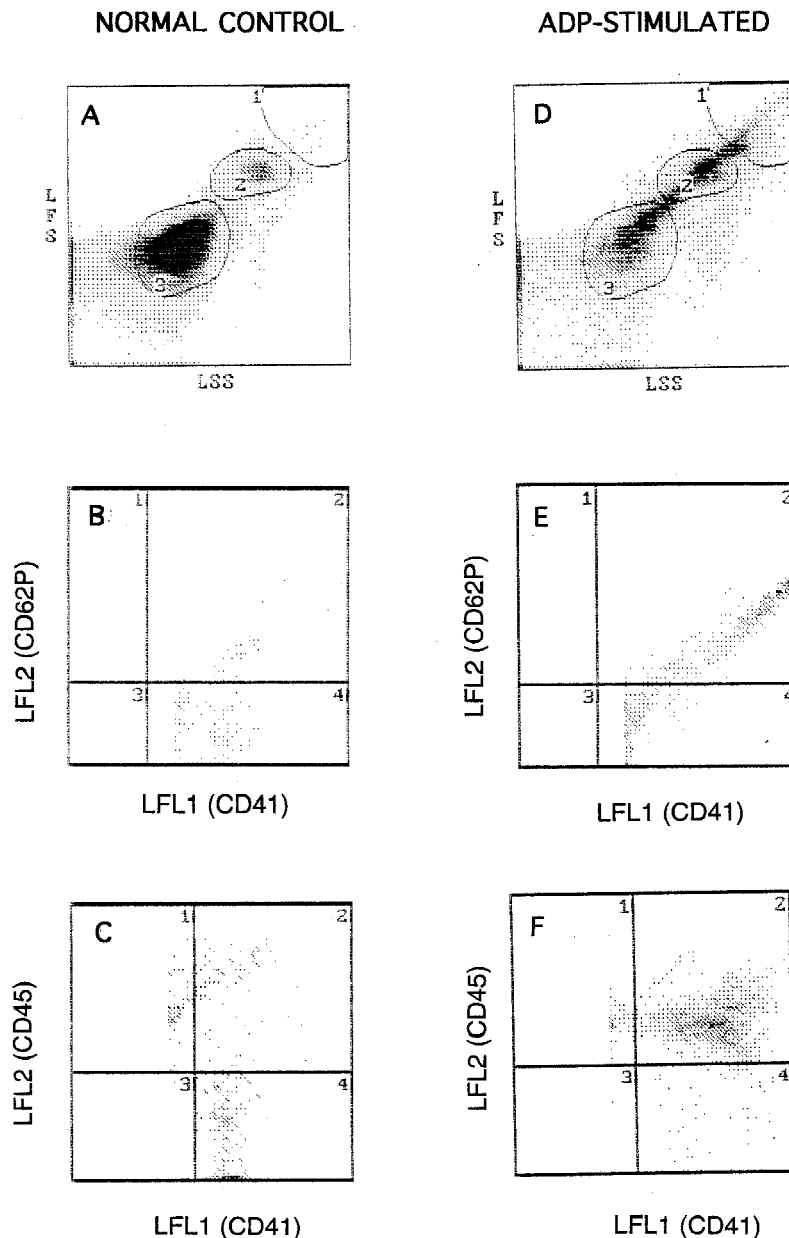 NORMAL CONTROL
ADP-STIMULATED
A
1
2
3
LFS
LSS
D
1
2
3
LFS
LSS
B
1
2
3
4
LFL2 (CD62P)
LFL1 (CD41)
E
1
2
3
4
LFL2 (CD62P)
LFL1 (CD41)
C
1
2
3
4
LFL2 (CD45)
LFL1 (CD41)
F
1
2
3
4
LFL2 (CD45)
LFL1 (CD41)